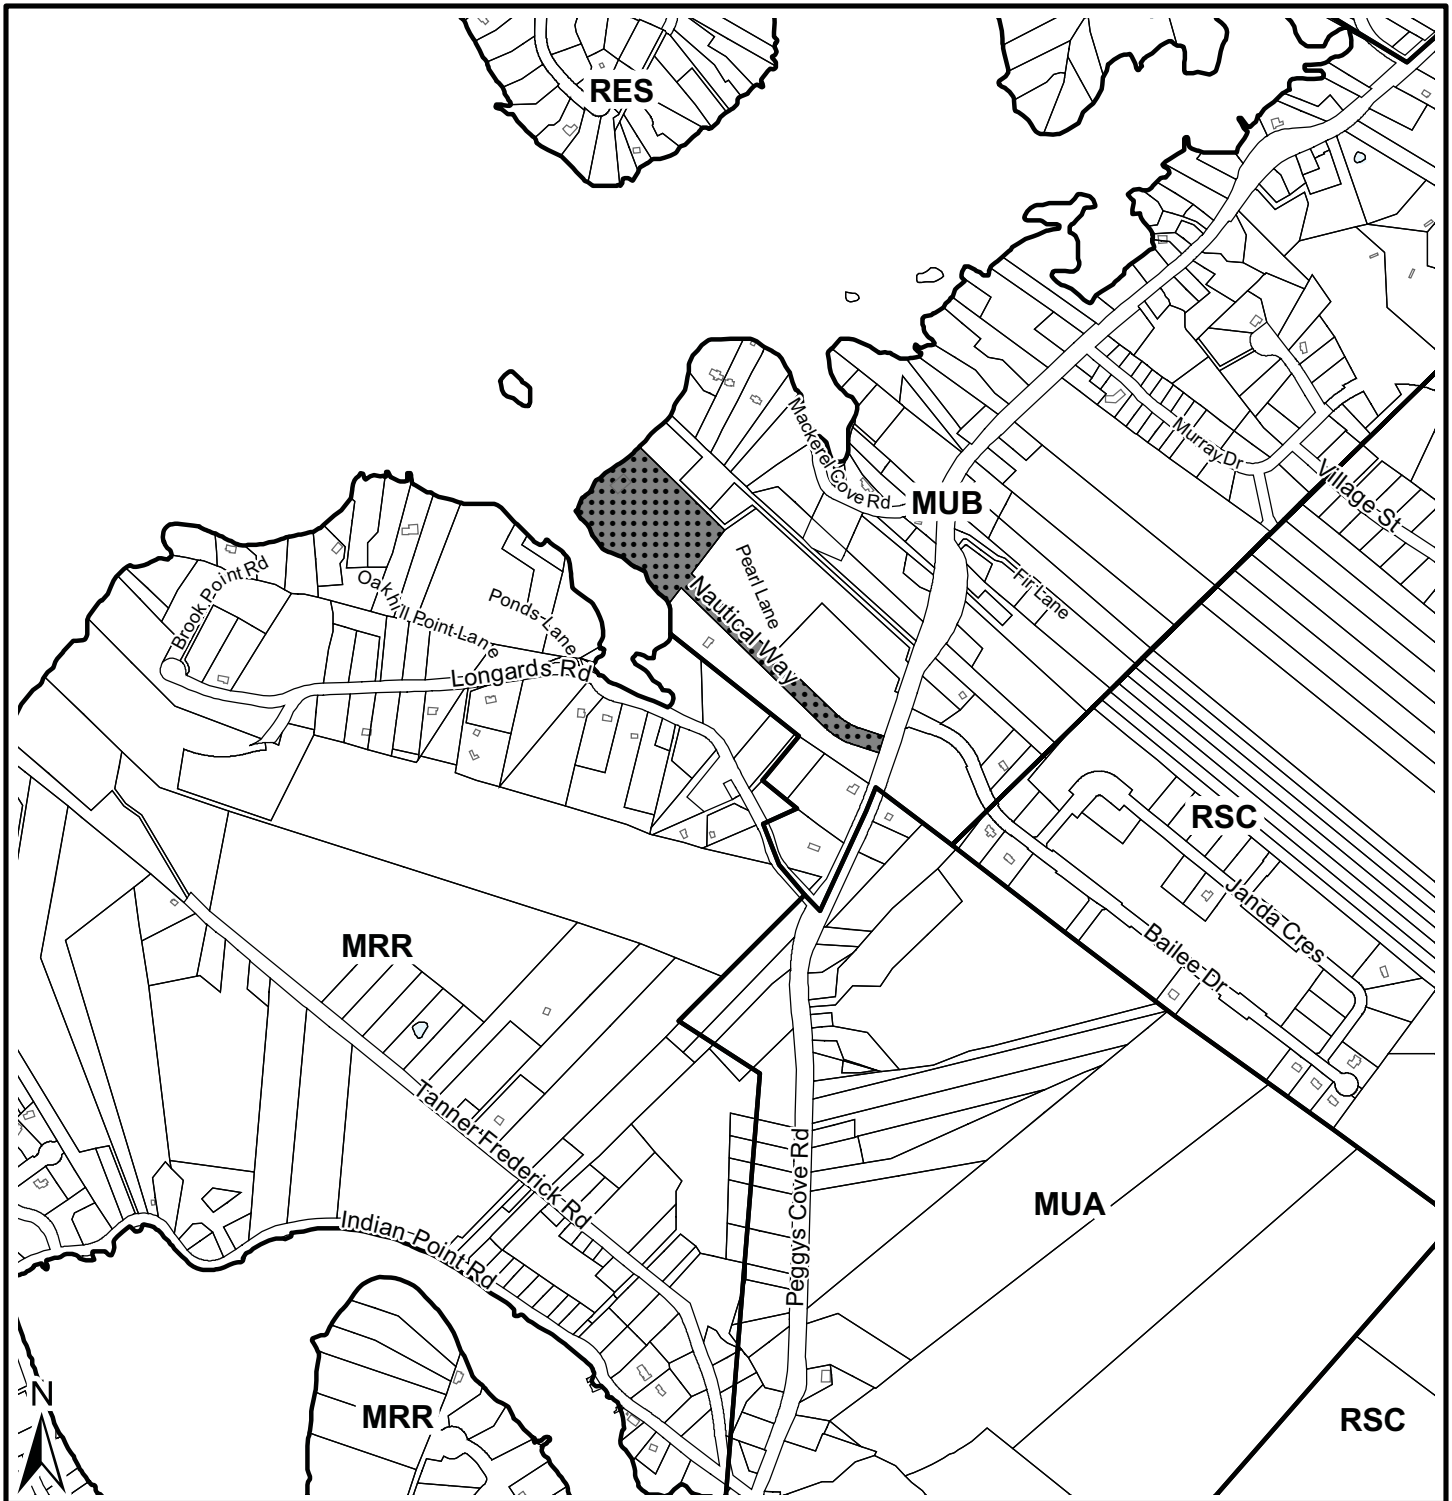 RES
Mackerel Cove Rd
MUB
Murray Dr
Village St
Pearl Lane
Fir Lane
Nautical Way
Brook Point Rd
Oakhill Point Lane
Ponds Lane
Longards Rd
RSC
Janda Cres
Bailee Dr
MRR
Tanner Frederick Rd
Peggys Cove Rd
MUA
Indian Point Rd
N
MRR
RSC